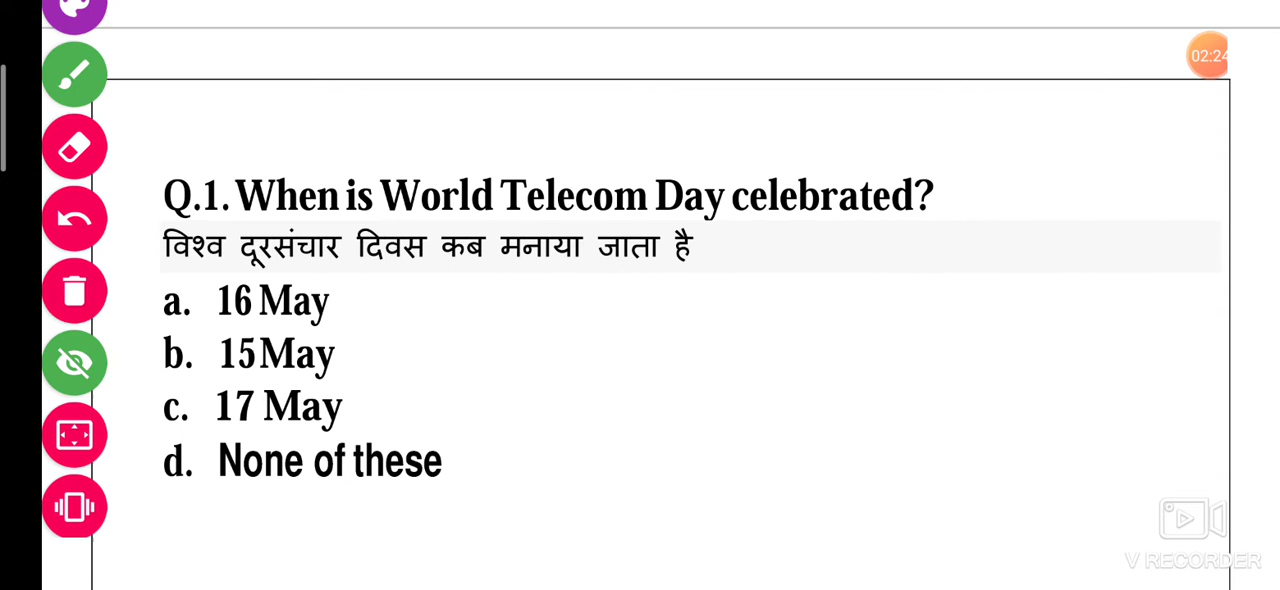 02:24
Q.1. When is World Telecom Day celebrated?
विश्व दूरसंचार दिवस कब मनाया जाता है
a. 16 May
b. 15May
c. 17 May
d. None of these
V RECORDER